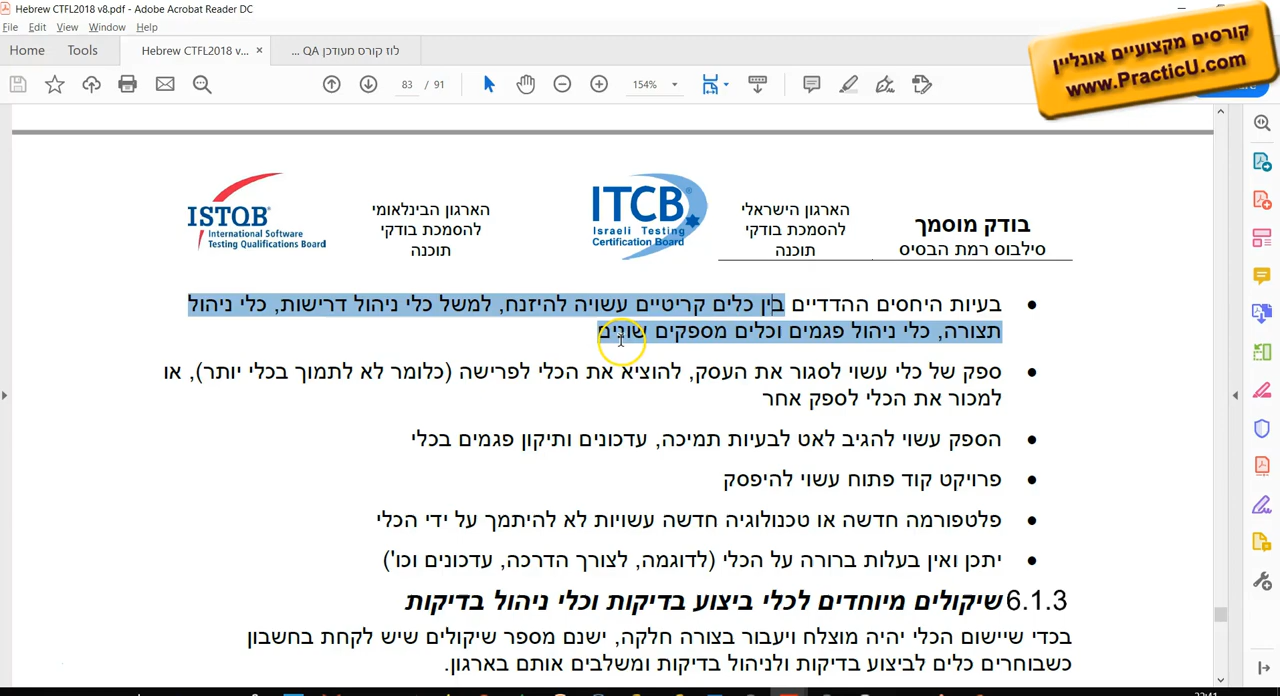 Hebrew CTFL2018 v8.pdf - Adobe Acrobat Reader DC
File Edit View Window Help
Home Tools Hebrew CTFL2018 v... × לוז קורס מעודכן QA ...
83 / 91 154%
קורסים מקצועיים אונליין
www.PracticU.com
בודק מוסמך
סילבוס רמת הבסיס
הארגון הישראלי
להסמכת בודקי
תוכנה
ITCB
Israeli Testing
Certification Board
הארגון הבינלאומי
להסמכת בודקי
תוכנה
ISTQB
International Software
Testing Qualifications Board
• בעיות היחסים ההדדיים בין כלים קריטיים עשויה להיזנח, למשל כלי ניהול דרישות, כלי ניהול
תצורה, כלי ניהול פגמים וכלים מספקים שונים
• ספק של כלי עשוי לסגור את העסק, להוציא את הכלי לפרישה (כלומר לא לתמוך בכלי יותר), או
למכור את הכלי לספק אחר
• הספק עשוי להגיב לאט לבעיות תמיכה, עדכונים ותיקון פגמים בכלי
• פרויקט קוד פתוח עשוי להיפסק
• פלטפורמה חדשה או טכנולוגיה חדשה עשויות לא להיתמך על ידי הכלי
• יתכן ואין בעלות ברורה על הכלי (לדוגמה, לצורך הדרכה, עדכונים וכו')
6.1.3 שיקולים מיוחדים לכלי ביצוע בדיקות וכלי ניהול בדיקות
בכדי שיישום הכלי יהיה מוצלח ויעבור בצורה חלקה, ישנם מספר שיקולים שיש לקחת בחשבון
כשבוחרים כלים לביצוע בדיקות ולניהול בדיקות ומשלבים אותם בארגון.